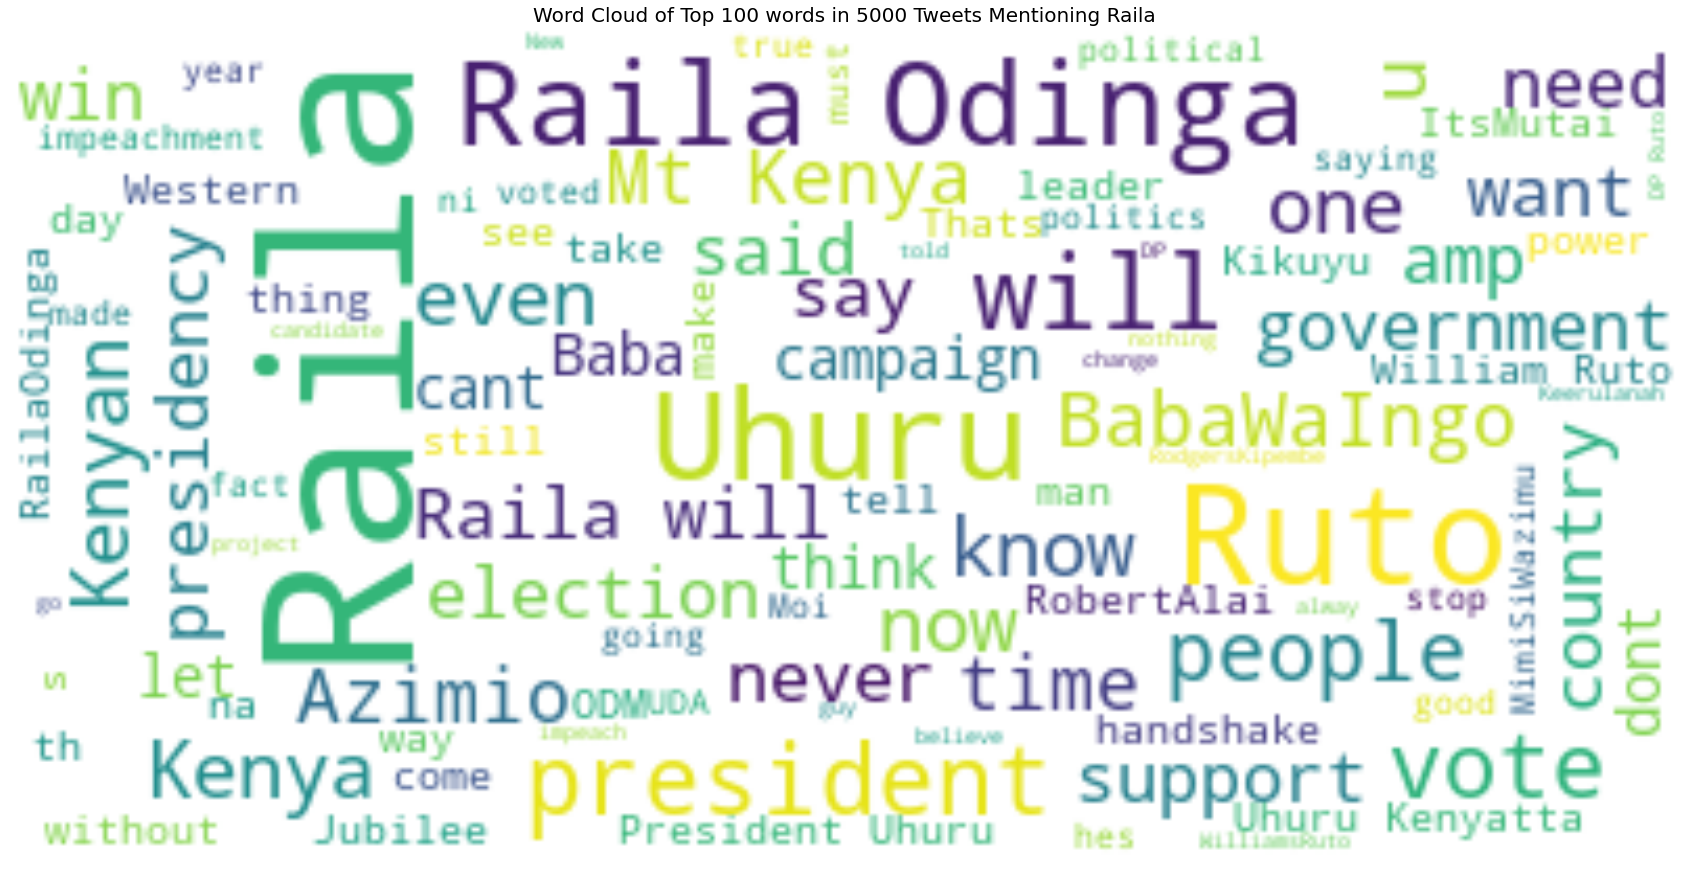 Word Cloud of Top 100 words in 5000 Tweets Mentioning Raila
New
true
must
political
u
need
win
year
Raila
Raila Odinga
ItsMutai
impeachment
DP Ruto
saying
Mt Kenya
Western
ni
voted
leader
one
want
day
see
take
said
Thats
politics
told
DP
Kikuyu
amp
power
RailaOdinga
made
presidency
thing
candidate
even
make
say
will
nothing
government
Kenyan
Baba
campaign
change
William Ruto
Keerulanah
cant
still
Uhuru
BabaWaIngo
RodgersKipembe
country
fact
project
Raila will
tell
man
know
Ruto
MimiSiWazimu
think
election
Moi
RobertAlai
alway
stop
go
going
now
people
dont
s
let
na
Azimio
ODM
UDA
never
guy
time
good
th
way
impeach
believe
handshake
Kenya
come
president
support
vote
without
Jubilee
President Uhuru
hes
Uhuru Kenyatta
WilliamsRuto